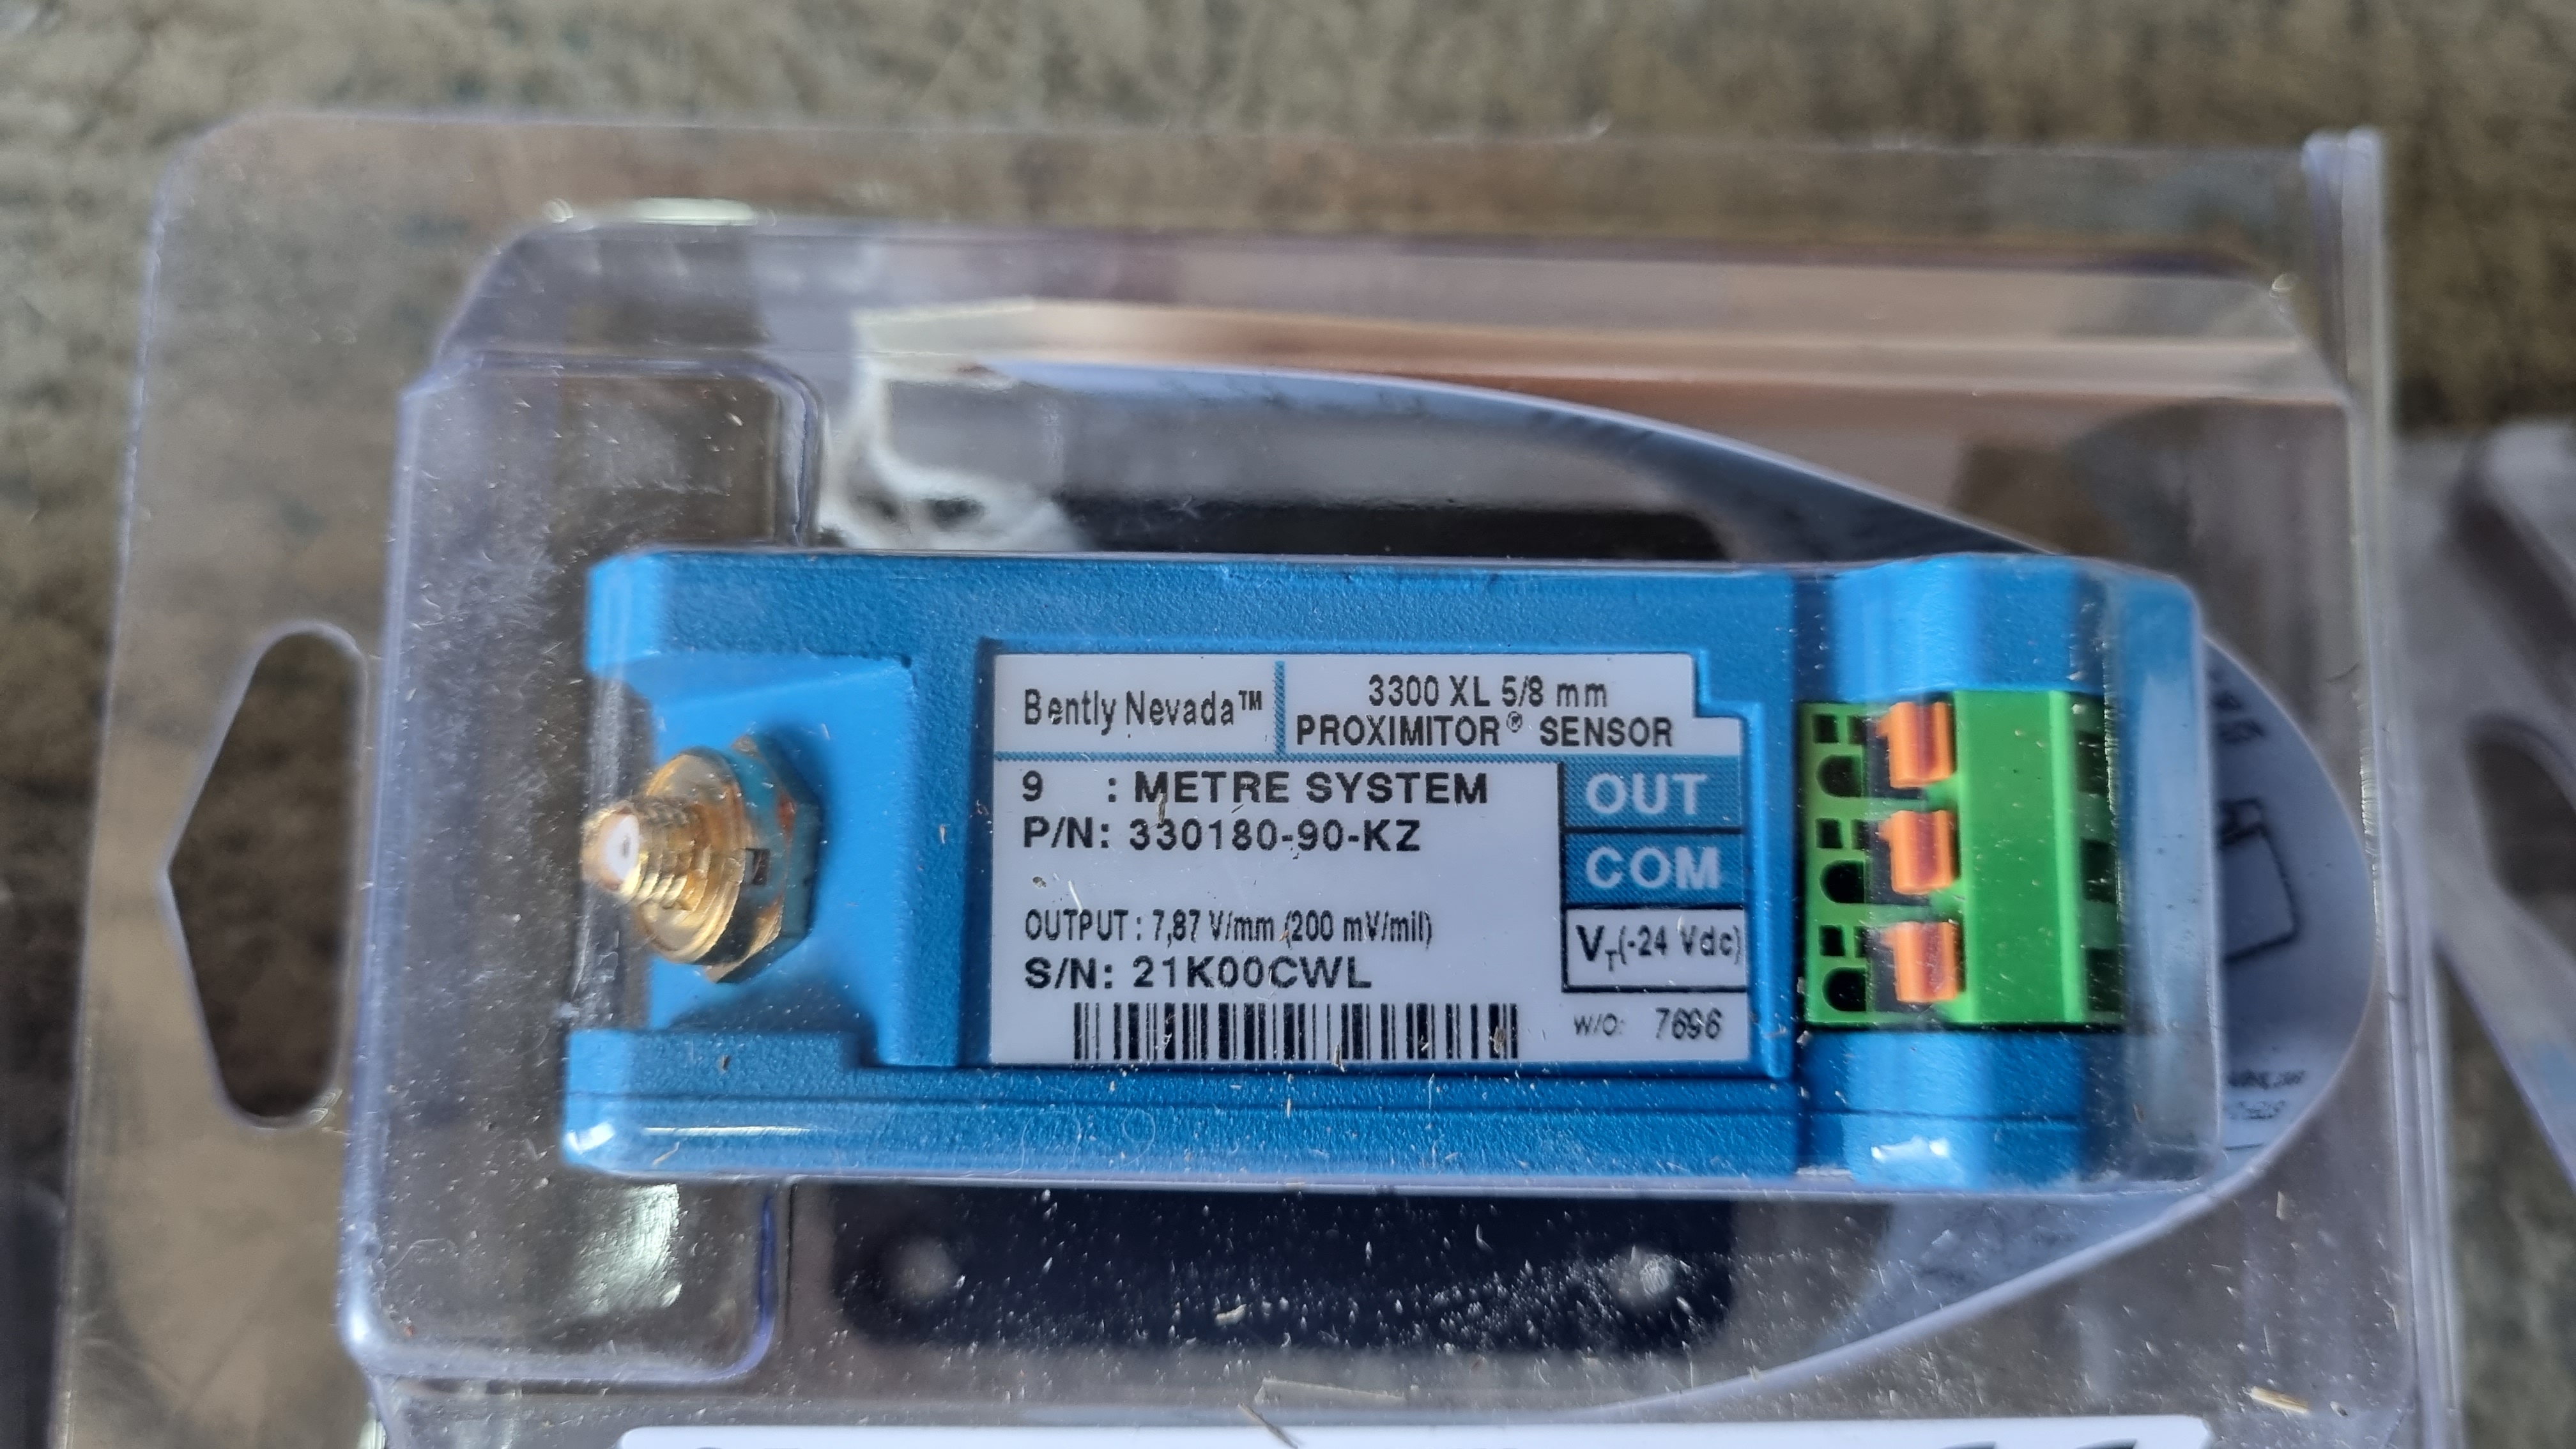 Bently Nevada™
3300 XL 5/8 mm
PROXIMITOR® SENSOR
9 : METRE SYSTEM
P/N: 330180-90-KZ
OUTPUT : 7,87 V/mm (200 mV/mil)
S/N: 21K00CWL
OUT
COM
VT(-24 Vdc)
W/O: 7696